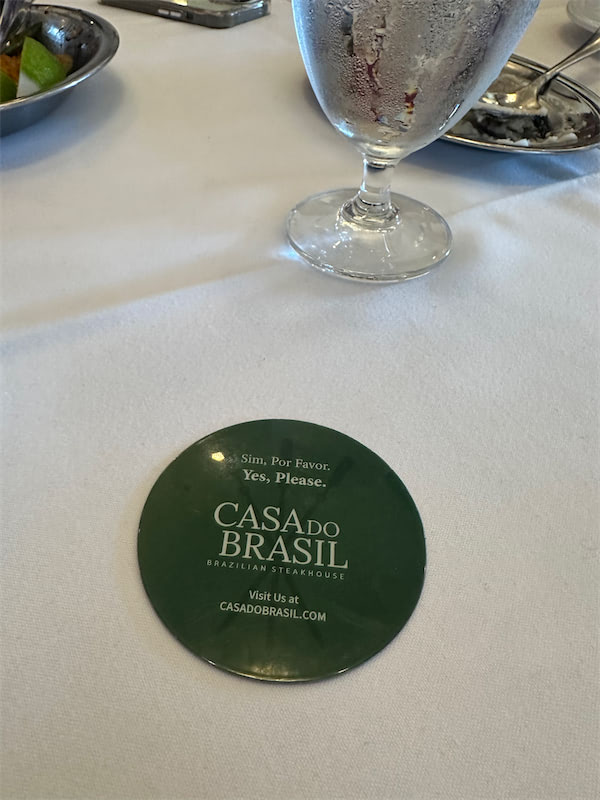 Sim, Por Favor.
Yes, Please.
CASA DO
BRASIL
BRAZILIAN STEAKHOUSE
Visit Us at
CASADOBRASIL.COM